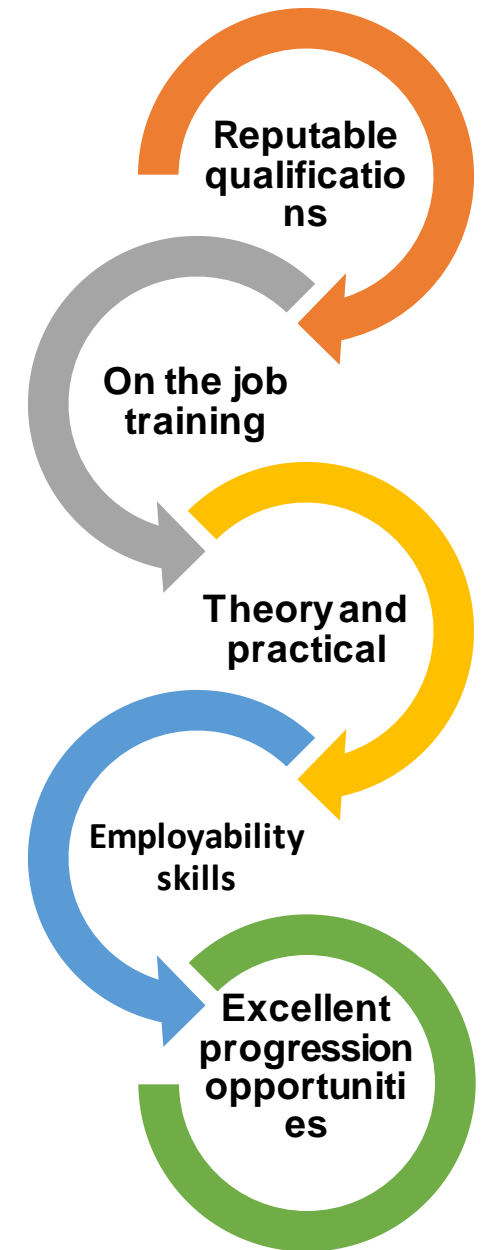 Reputable
qualificatio
ns
On the job
training
Theory and
practical
Employability
skills
Excellent
progression
opportuniti
es